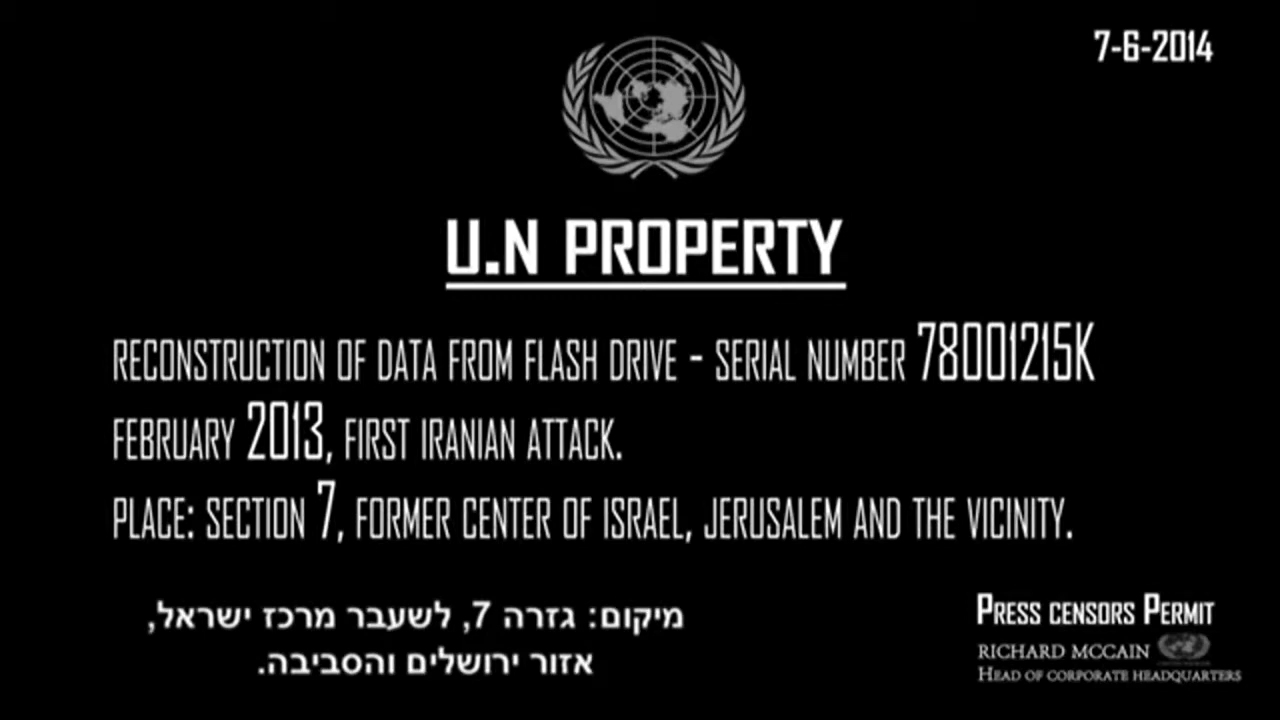 7-6-2014
U.N PROPERTY
RECONSTRUCTION OF DATA FROM FLASH DRIVE - SERIAL NUMBER 78001215K
FEBRUARY 2013, FIRST IRANIAN ATTACK.
PLACE: SECTION 7, FORMER CENTER OF ISRAEL, JERUSALEM AND THE VICINITY.
מיקום: גזרה 7, לשעבר מרכז ישראל,
אזור ירושלים והסביבה.
PRESS CENSORS PERMIT
RICHARD MCCAIN
HEAD OF CORPORATE HEADQUARTERS